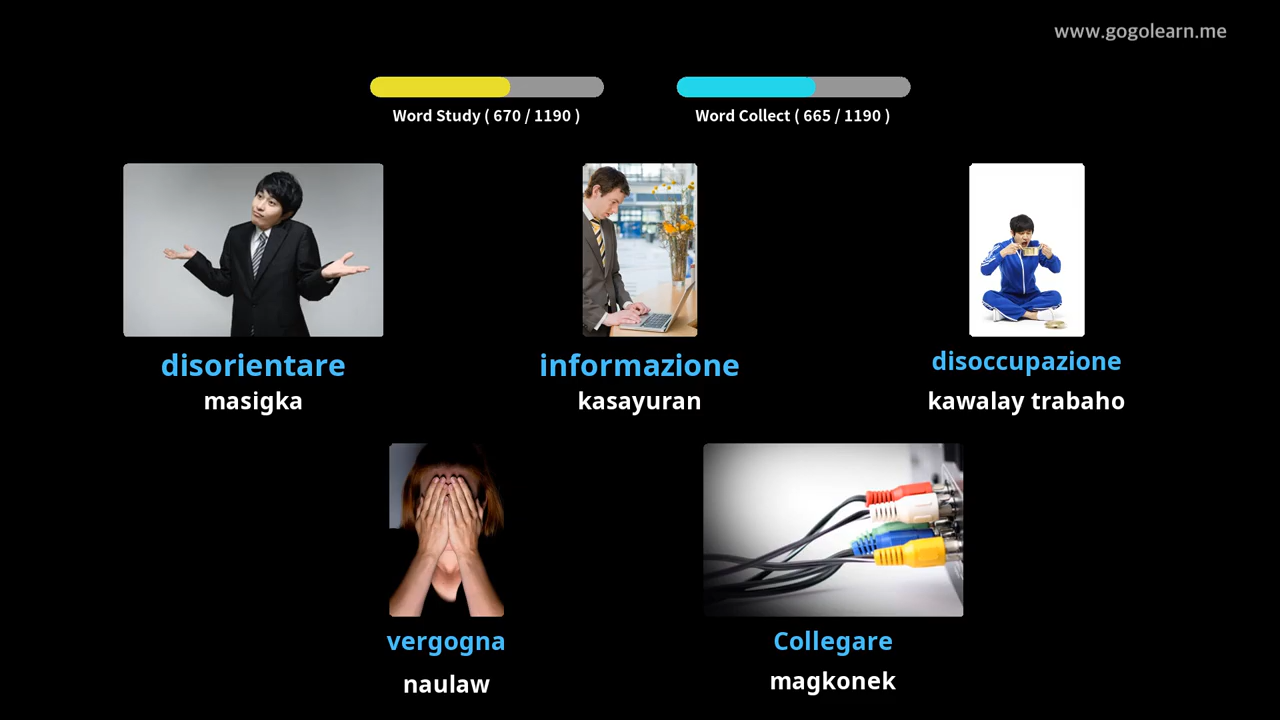 www.gogolearn.me
Word Study ( 670 / 1190 )
Word Collect ( 665 / 1190 )
disorientare
masigka
informazione
kasayuran
disoccupazione
kawalay trabaho
vergogna
naulaw
Collegare
magkonek